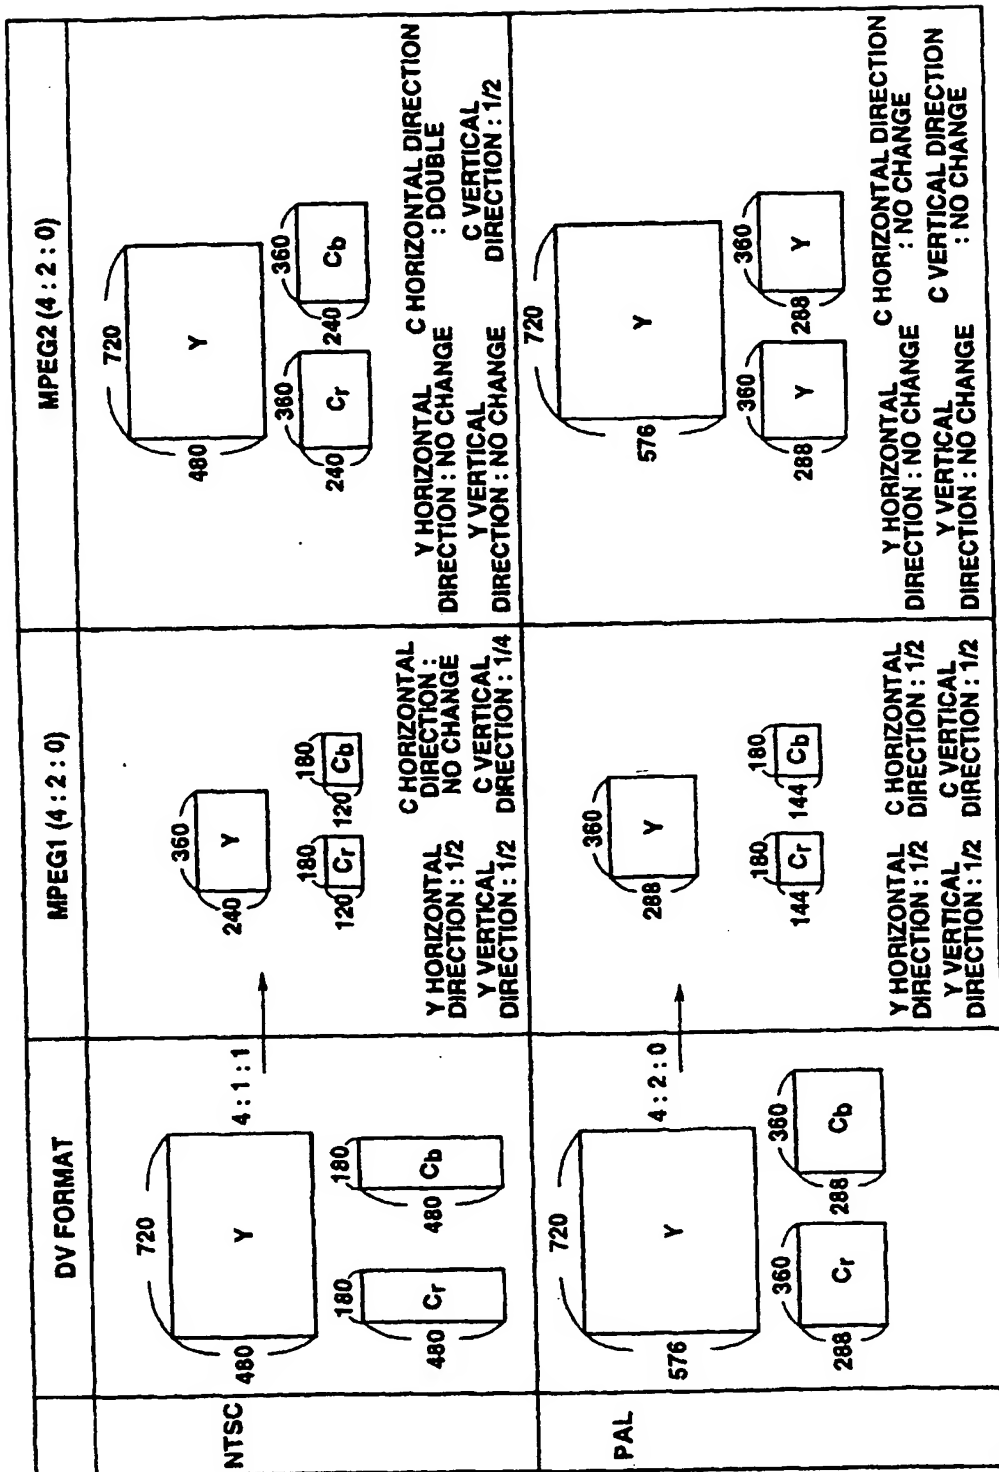 DV FORMAT
MPEG1 (4 : 2 : 0)
MPEG2 (4 : 2 : 0)
NTSC
720
480
Y
4 : 1 : 1
180
480
Cr
180
480
Cb
360
240
Y
180
120
Cr
180
120
Cb
Y HORIZONTAL
DIRECTION : 1/2
Y VERTICAL
DIRECTION : 1/2
C HORIZONTAL
DIRECTION :
NO CHANGE
C VERTICAL
DIRECTION : 1/4
720
480
Y
360
240
Cr
360
240
Cb
Y HORIZONTAL
DIRECTION : NO CHANGE
Y VERTICAL
DIRECTION : NO CHANGE
C HORIZONTAL DIRECTION
: DOUBLE
C VERTICAL
DIRECTION : 1/2
PAL
720
576
Y
4 : 2 : 0
360
288
Cr
360
288
Cb
360
288
Y
180
144
Cr
180
144
Cb
Y HORIZONTAL
DIRECTION : 1/2
Y VERTICAL
DIRECTION : 1/2
C HORIZONTAL
DIRECTION : 1/2
C VERTICAL
DIRECTION : 1/2
720
576
Y
360
288
Y
360
288
Y
Y HORIZONTAL
DIRECTION : NO CHANGE
Y VERTICAL
DIRECTION : NO CHANGE
C HORIZONTAL DIRECTION
: NO CHANGE
C VERTICAL DIRECTION
: NO CHANGE